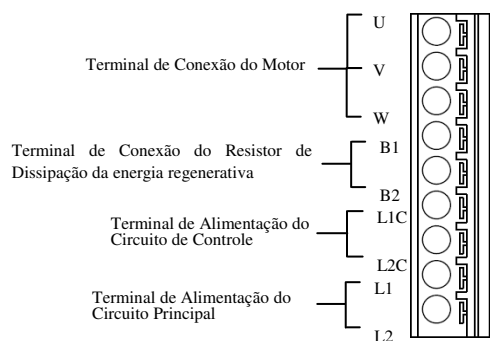 U
Terminal de Conexão do Motor
V
W
B1
Terminal de Conexão do Resistor de
Dissipação da energia regenerativa
B2
L1C
Terminal de Alimentação do
Circuito de Controle
L2C
L1
Terminal de Alimentação do
Circuito Principal
L2